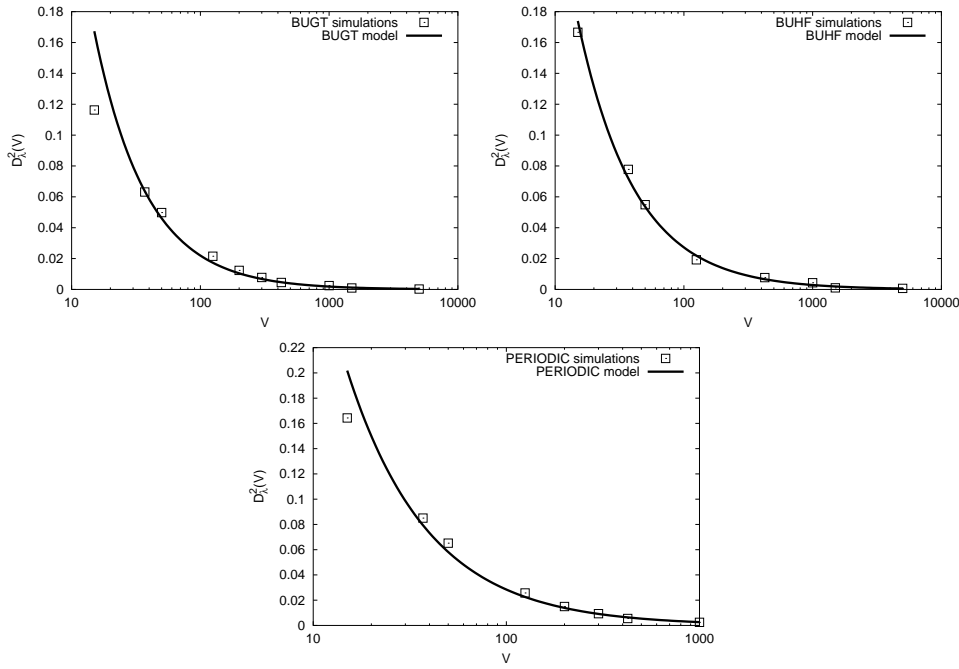 BUGT simulations
BUGT model
D²λ(V)
0.18
0.16
0.14
0.12
0.1
0.08
0.06
0.04
0.02
0
10 100 1000 10000
V
BUHF simulations
BUHF model
D²λ(V)
0.18
0.16
0.14
0.12
0.1
0.08
0.06
0.04
0.02
0
10 100 1000 10000
V
PERIODIC simulations
PERIODIC model
D²λ(V)
0.22
0.2
0.18
0.16
0.14
0.12
0.1
0.08
0.06
0.04
0.02
0
10 100 1000
V